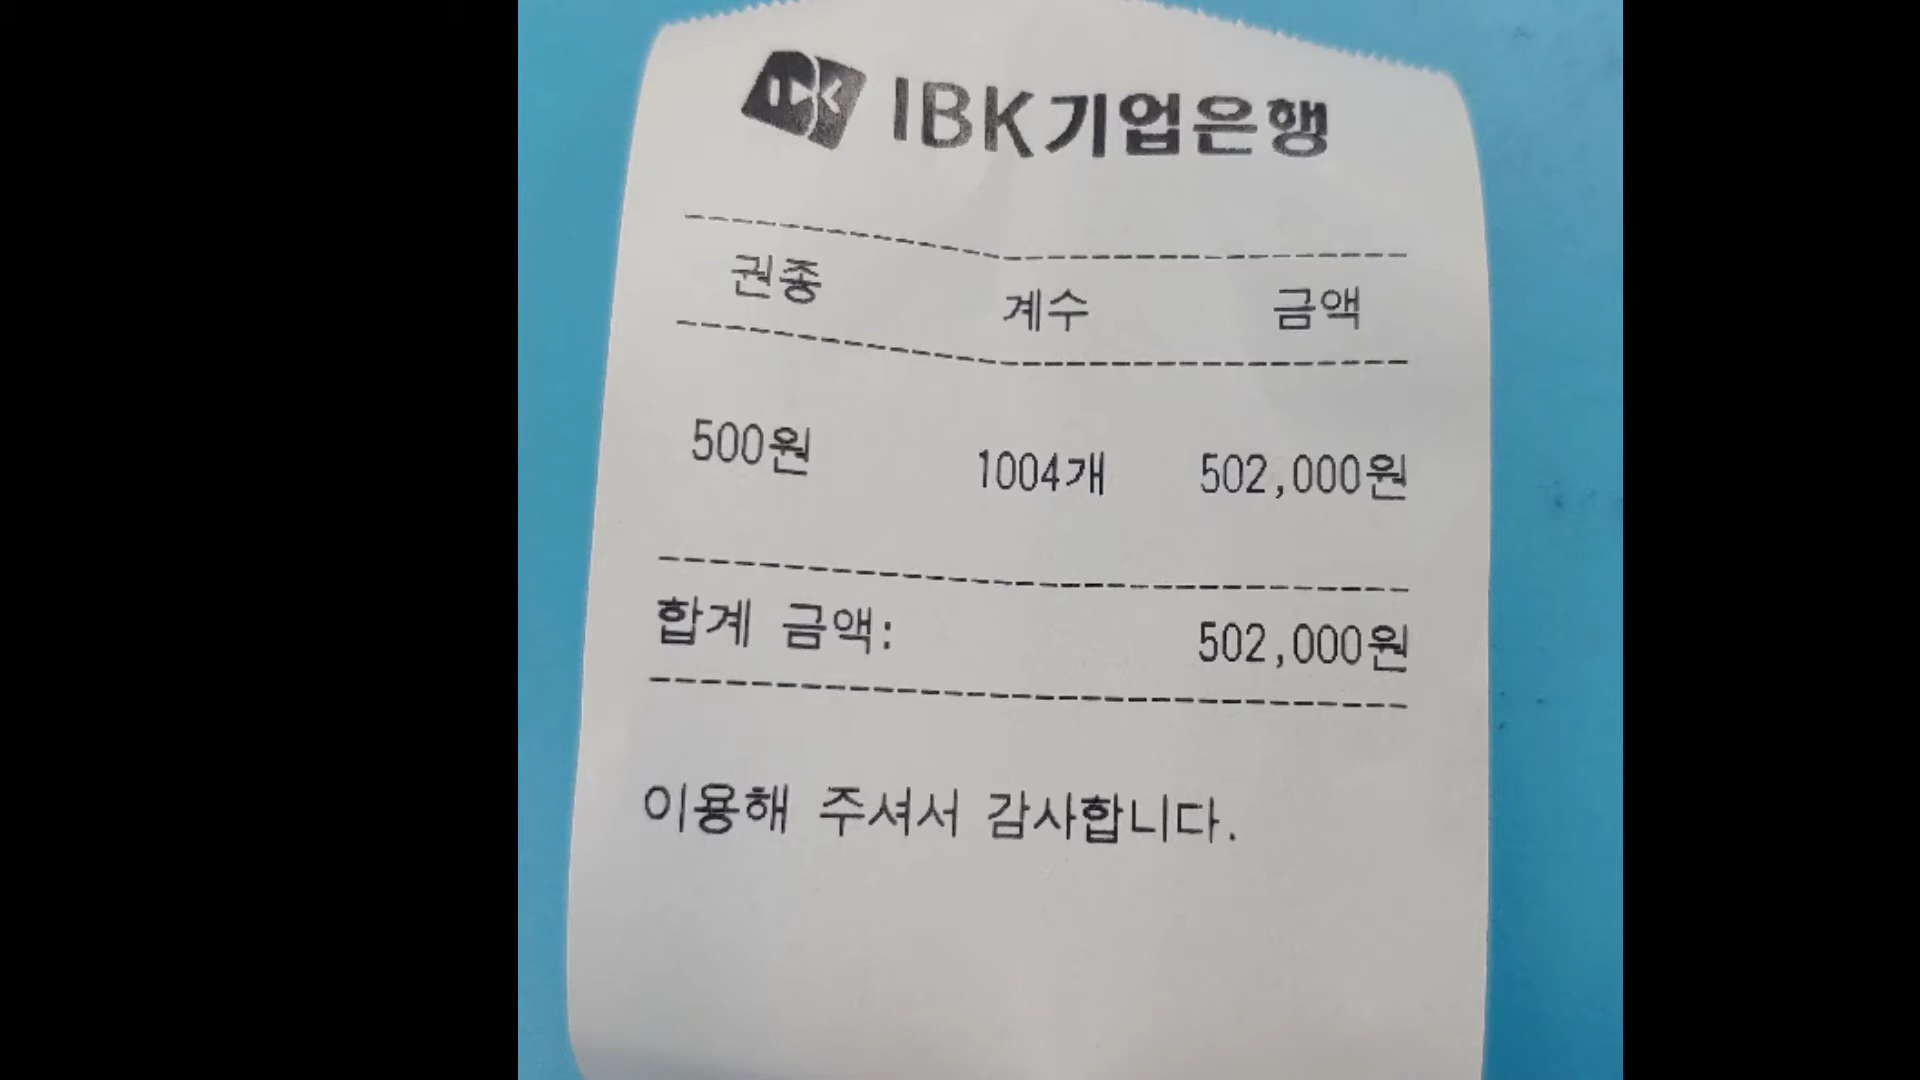 IBK기업은행
권종 계수 금액
500원 1004개 502,000원
합계 금액: 502,000원
이용해 주셔서 감사합니다.